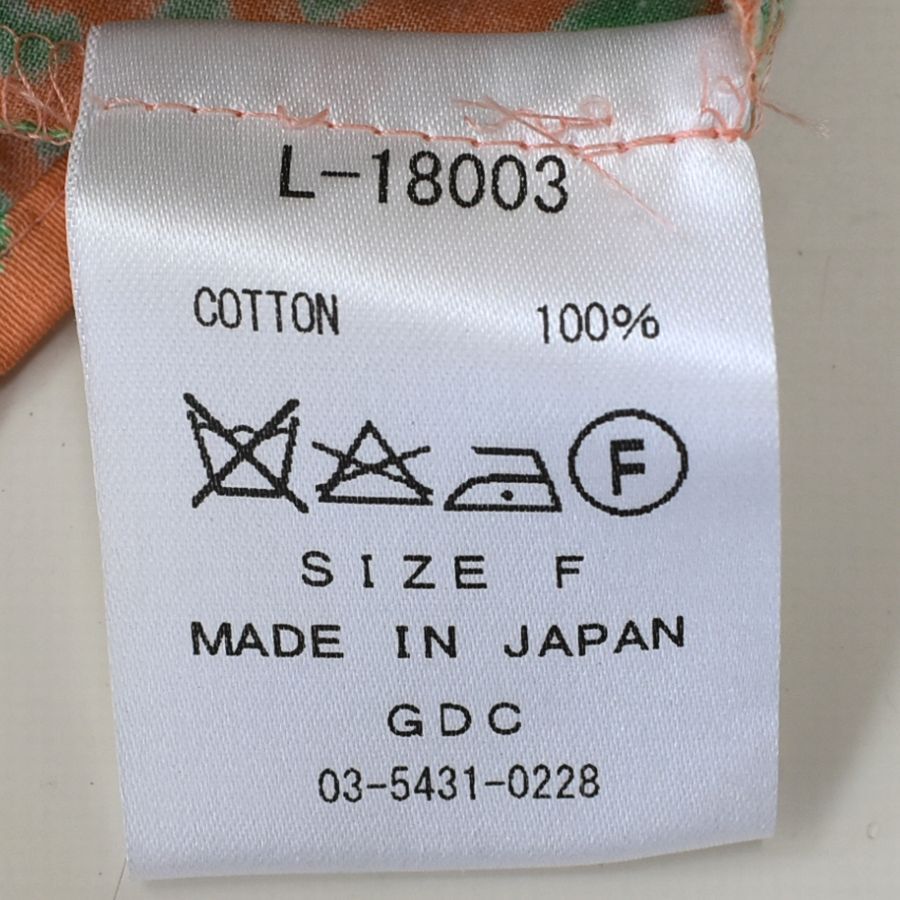 L-18003
COTTON 100%
F
SIZE F
MADE IN JAPAN
GDC
03-5431-0228